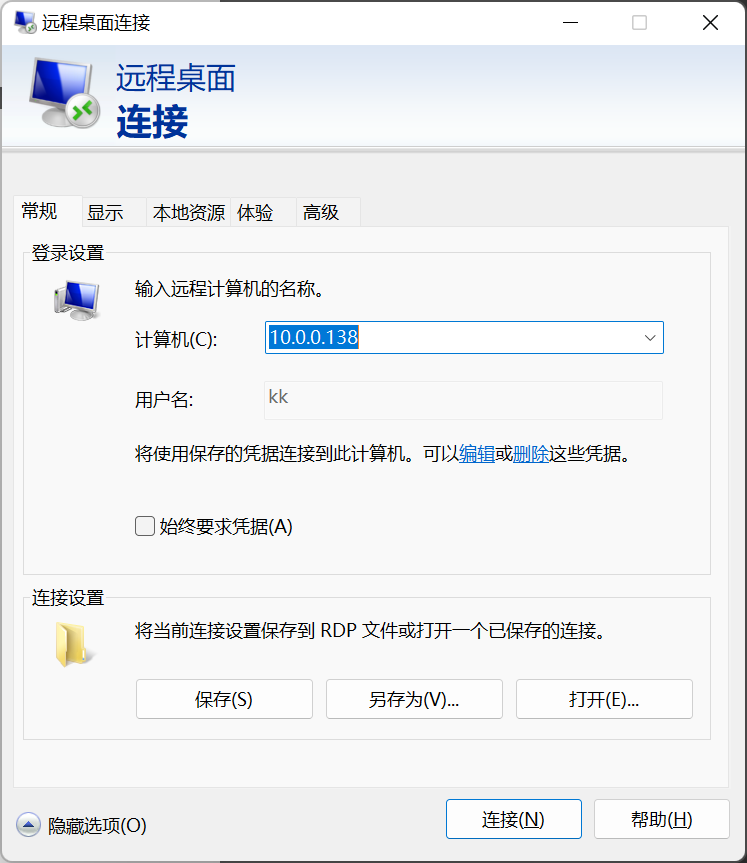 远程桌面连接
远程桌面
连接
常规 显示 本地资源 体验 高级
登录设置
输入远程计算机的名称。
计算机(C): 10.0.0.138
用户名: kk
将使用保存的凭据连接到此计算机。可以编辑或删除这些凭据。
始终要求凭据(A)
连接设置
将当前连接设置保存到 RDP 文件或打开一个已保存的连接。
保存(S) 另存为(V)... 打开(E)...
隐藏选项(O) 连接(N) 帮助(H)